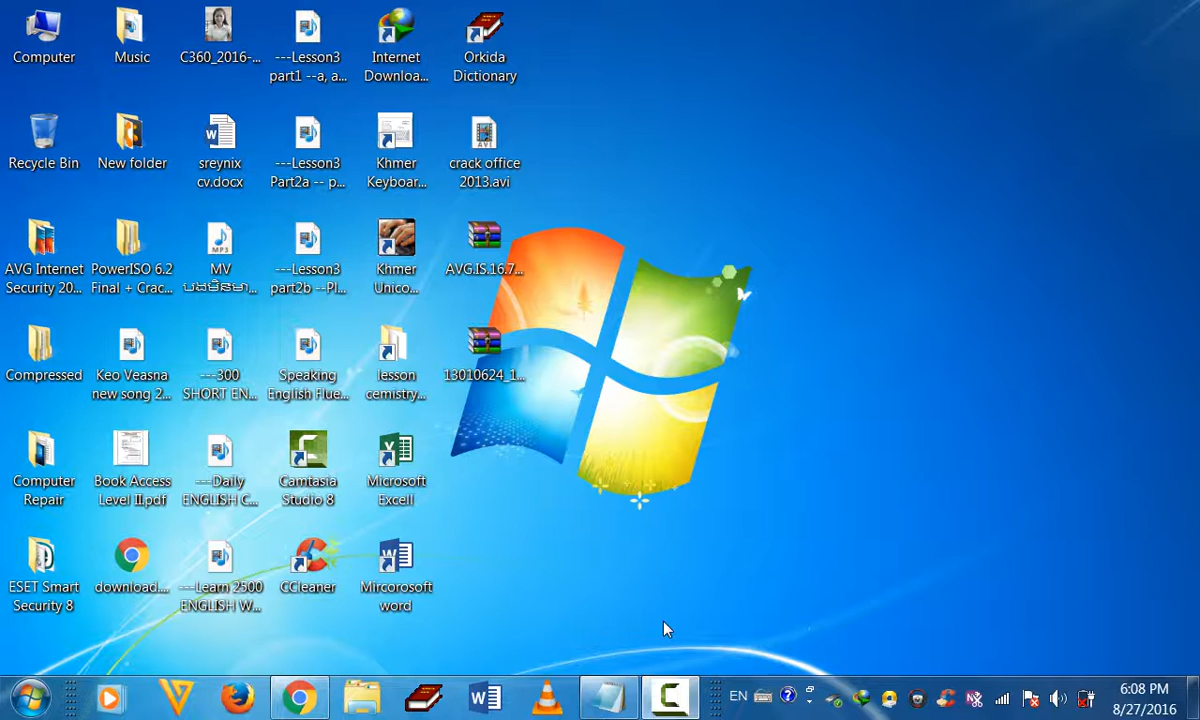 Computer
Music
C360_2016-...
---Lesson3
part1 --a, a...
Internet
Downloa...
Orkida
Dictionary
Recycle Bin
New folder
sreynix
cv.docx
---Lesson3
Part2a -- p...
Khmer
Keyboar...
crack office
2013.avi
AVG Internet
Security 20...
PowerISO 6.2
Final + Crac...
MP3
MV
---Lesson3
part2b --Pl...
Khmer
Unico...
AVG.IS.16.7...
Compressed
Keo Veasna
new song 2...
---300
SHORT EN...
Speaking
English Flue...
lesson
cemistry...
13010624_1...
Computer
Repair
Book Access
Level II.pdf
---Daily
ENGLISH C...
Camtasia
Studio 8
Microsoft
Excell
ESET Smart
Security 8
download....
---Learn 2500
ENGLISH W...
CCleaner
Mircorosoft
word
EN
6:08 PM
8/27/2016